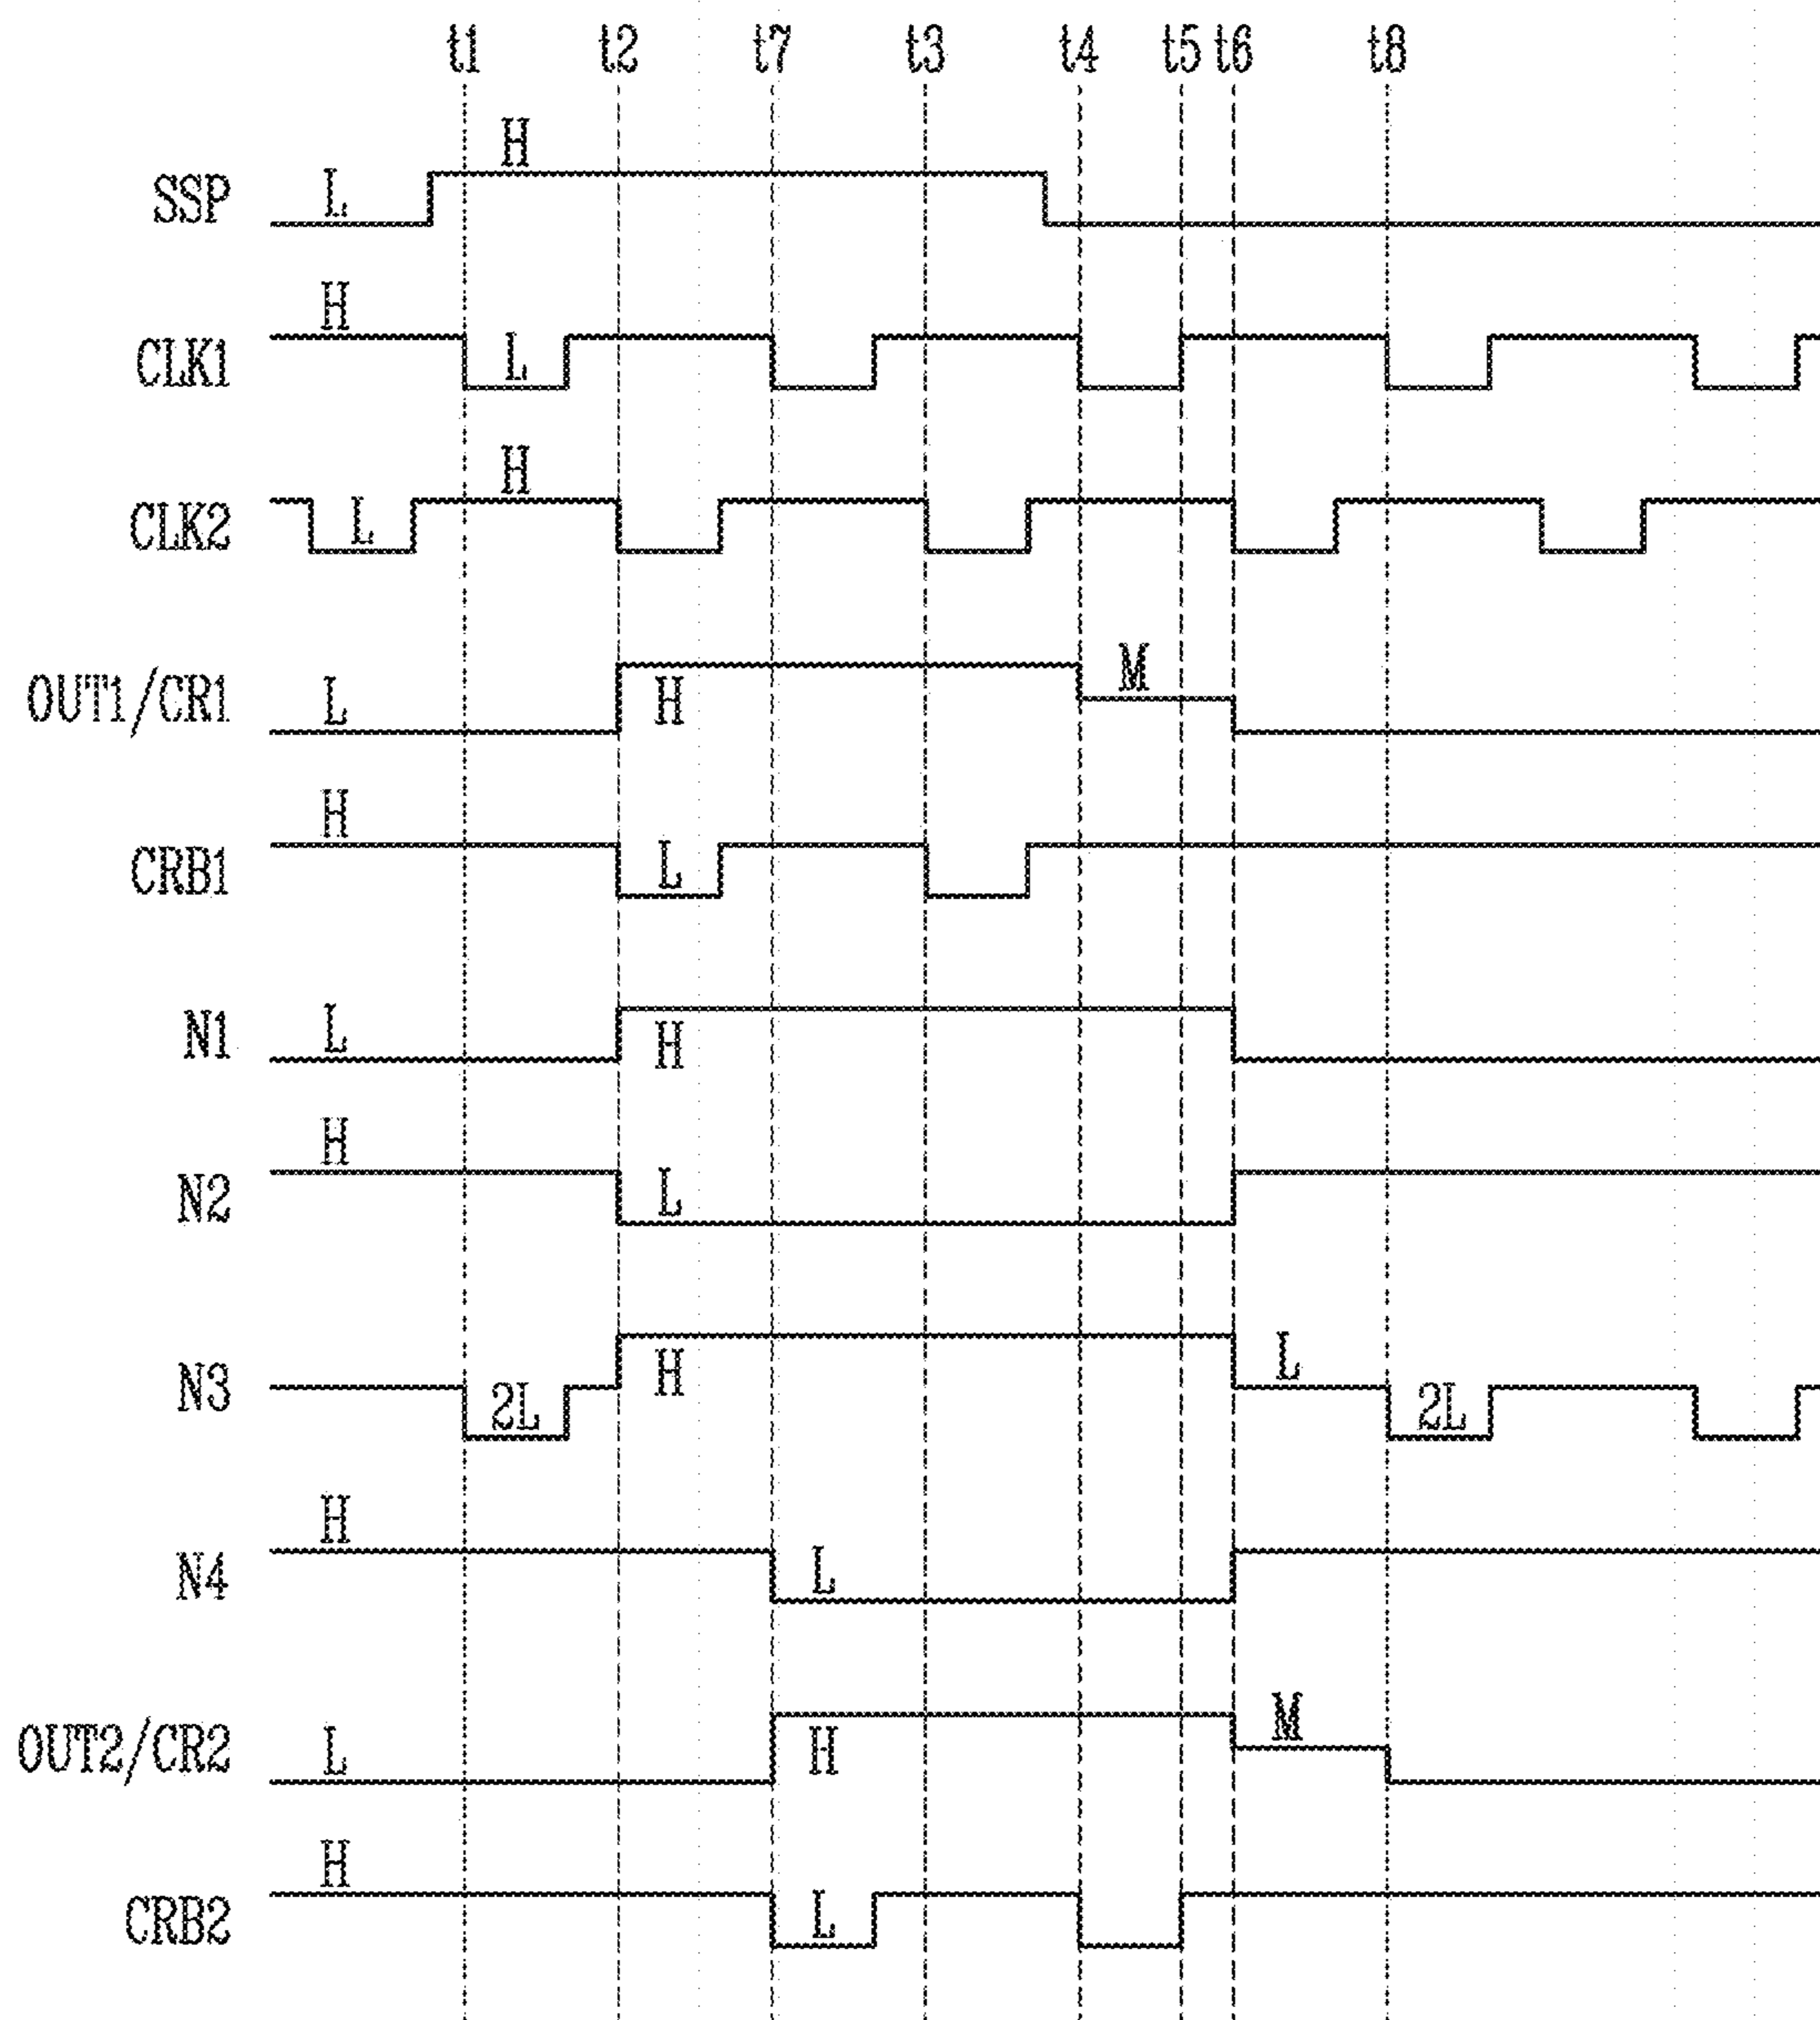 t1 t2 t7 t3 t4 t5 t6 t8
SSP L H
CLK1 H L
CLK2 L H
OUT1/CR1 L H M
CRB1 H L
N1 L H
N2 H L
N3 2L H L 2L
N4 H L
OUT2/CR2 L H M
CRB2 H L